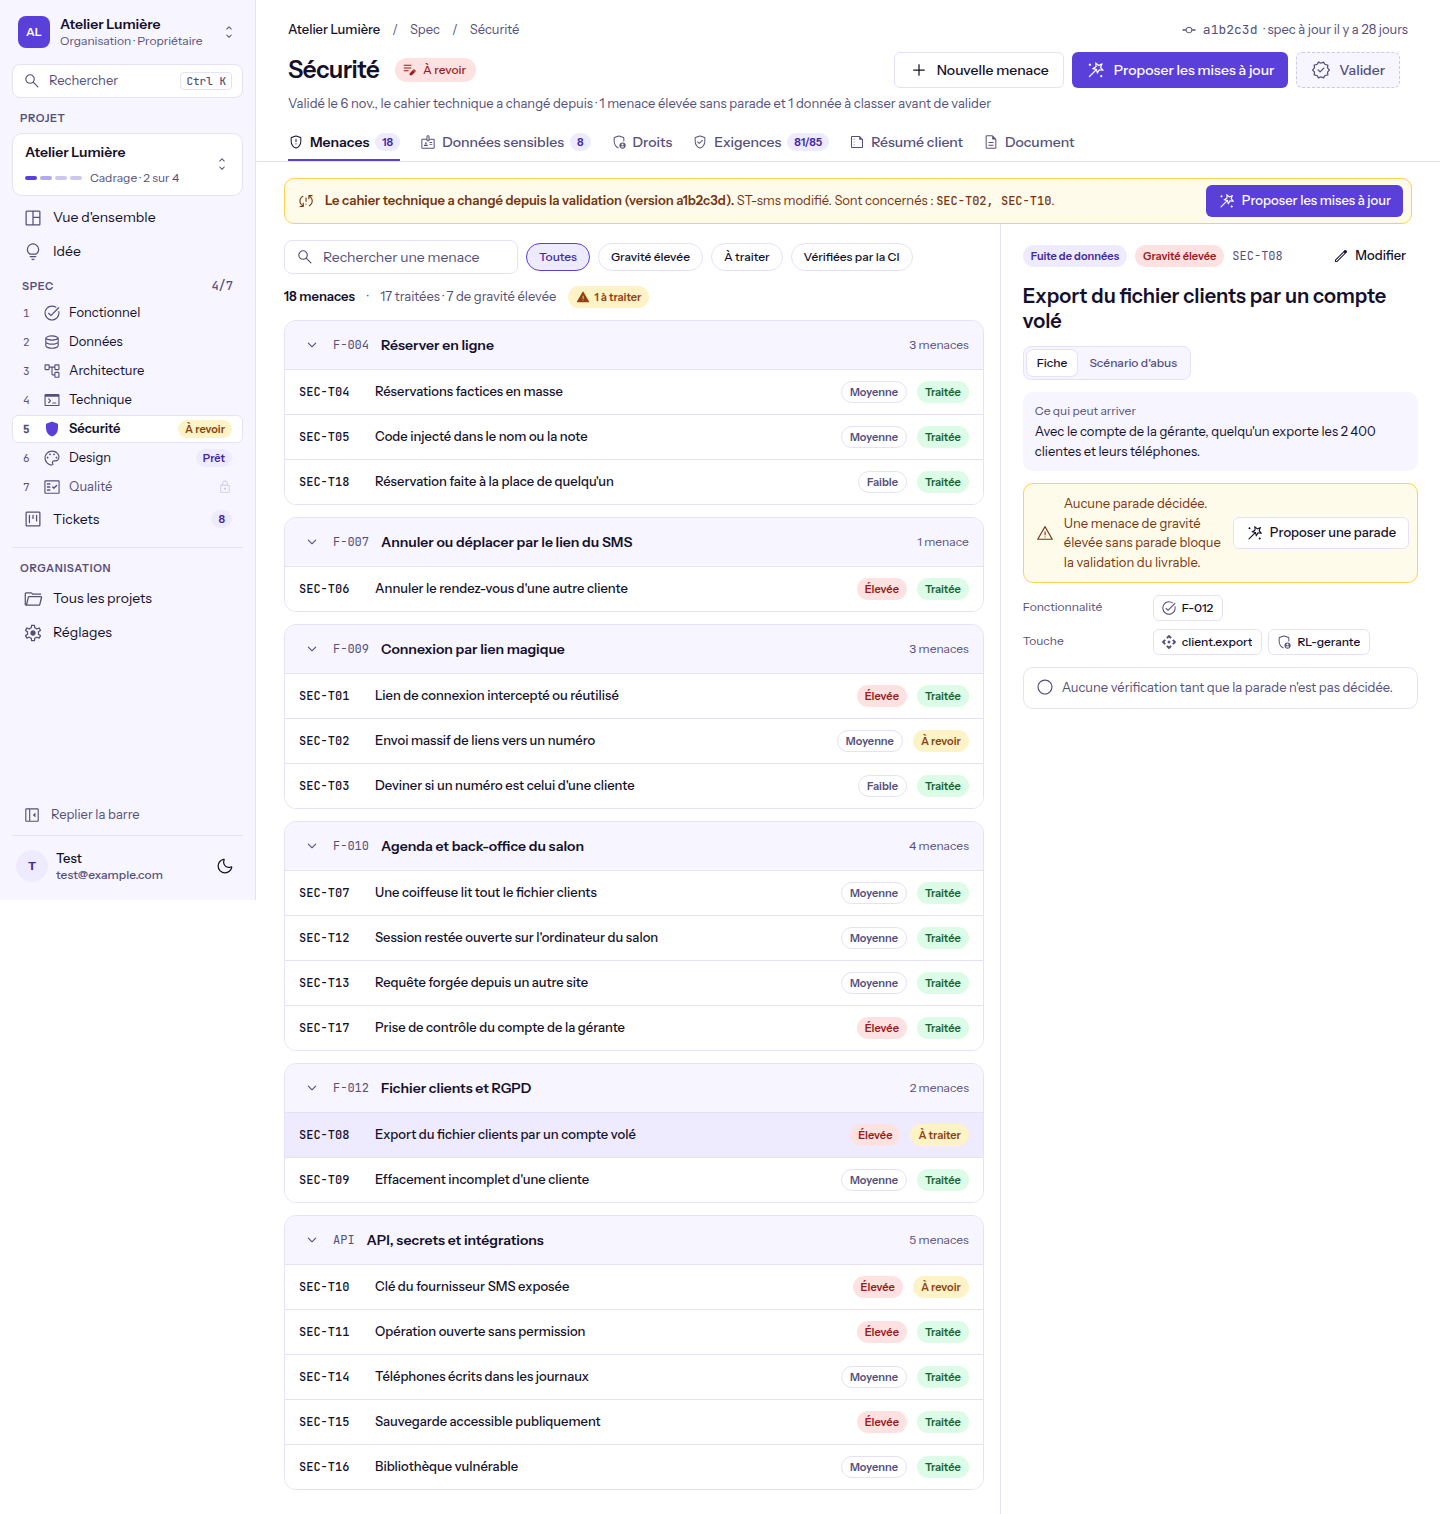 AL
Atelier Lumière
Organisation · Propriétaire
Rechercher
Ctrl K
PROJET
Atelier Lumière
Cadrage · 2 sur 4
Vue d'ensemble
Idée
SPEC
4/7
1 Fonctionnel
2 Données
3 Architecture
4 Technique
5 Sécurité À revoir
6 Design Prêt
7 Qualité
Tickets 8
ORGANISATION
Tous les projets
Réglages
Replier la barre
T
Test
test@example.com
Atelier Lumière / Spec / Sécurité
a1b2c3d · spec à jour il y a 28 jours
Sécurité
À revoir
Nouvelle menace
Proposer les mises à jour
Valider
Validé le 6 nov., le cahier technique a changé depuis · 1 menace élevée sans parade et 1 donnée à classer avant de valider
Menaces 18
Données sensibles 8
Droits
Exigences 81/85
Résumé client
Document
Le cahier technique a changé depuis la validation (version a1b2c3d). ST-sms modifié. Sont concernés : SEC-T02, SEC-T10.
Proposer les mises à jour
Rechercher une menace
Toutes
Gravité élevée
À traiter
Vérifiées par la CI
18 menaces · 17 traitées · 7 de gravité élevée
1 à traiter
F-004 Réserver en ligne 3 menaces
SEC-T04 Réservations factices en masse Moyenne Traitée
SEC-T05 Code injecté dans le nom ou la note Moyenne Traitée
SEC-T18 Réservation faite à la place de quelqu'un Faible Traitée
F-007 Annuler ou déplacer par le lien du SMS 1 menace
SEC-T06 Annuler le rendez-vous d'une autre cliente Élevée Traitée
F-009 Connexion par lien magique 3 menaces
SEC-T01 Lien de connexion intercepté ou réutilisé Élevée Traitée
SEC-T02 Envoi massif de liens vers un numéro Moyenne À revoir
SEC-T03 Deviner si un numéro est celui d'une cliente Faible Traitée
F-010 Agenda et back-office du salon 4 menaces
SEC-T07 Une coiffeuse lit tout le fichier clients Moyenne Traitée
SEC-T12 Session restée ouverte sur l'ordinateur du salon Moyenne Traitée
SEC-T13 Requête forgée depuis un autre site Moyenne Traitée
SEC-T17 Prise de contrôle du compte de la gérante Élevée Traitée
F-012 Fichier clients et RGPD 2 menaces
SEC-T08 Export du fichier clients par un compte volé Élevée À traiter
SEC-T09 Effacement incomplet d'une cliente Moyenne Traitée
API API, secrets et intégrations 5 menaces
SEC-T10 Clé du fournisseur SMS exposée Élevée À revoir
SEC-T11 Opération ouverte sans permission Élevée Traitée
SEC-T14 Téléphones écrits dans les journaux Moyenne Traitée
SEC-T15 Sauvegarde accessible publiquement Élevée Traitée
SEC-T16 Bibliothèque vulnérable Moyenne Traitée
Fuite de données
Gravité élevée
SEC-T08
Modifier
Export du fichier clients par un compte
volé
Fiche
Scénario d'abus
Ce qui peut arriver
Avec le compte de la gérante, quelqu'un exporte les 2 400
clientes et leurs téléphones.
Aucune parade décidée.
Une menace de gravité
élevée sans parade bloque
la validation du livrable.
Proposer une parade
Fonctionnalité F-012
Touche client.export RL-gerante
Aucune vérification tant que la parade n'est pas décidée.